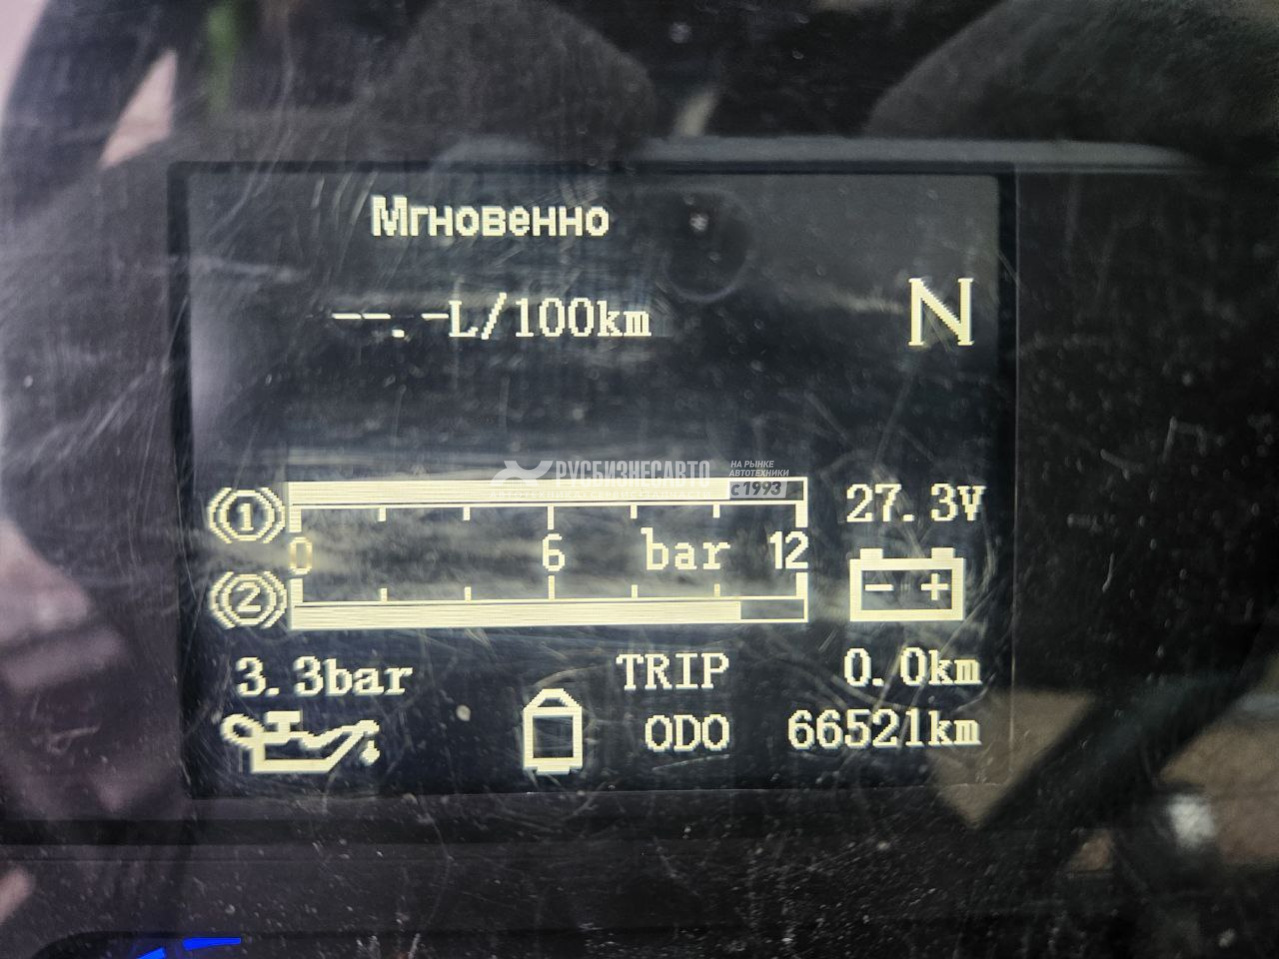 Мгновенно
--.-L/100km
N
РУСБИЗНЕСАВТО
НА РЫНКЕ
АВТОТЕХНИКИ
с 1993
1
27.3V
0 6 bar 12
2
- +
3.3bar
TRIP 0.0km
ODO 66521km